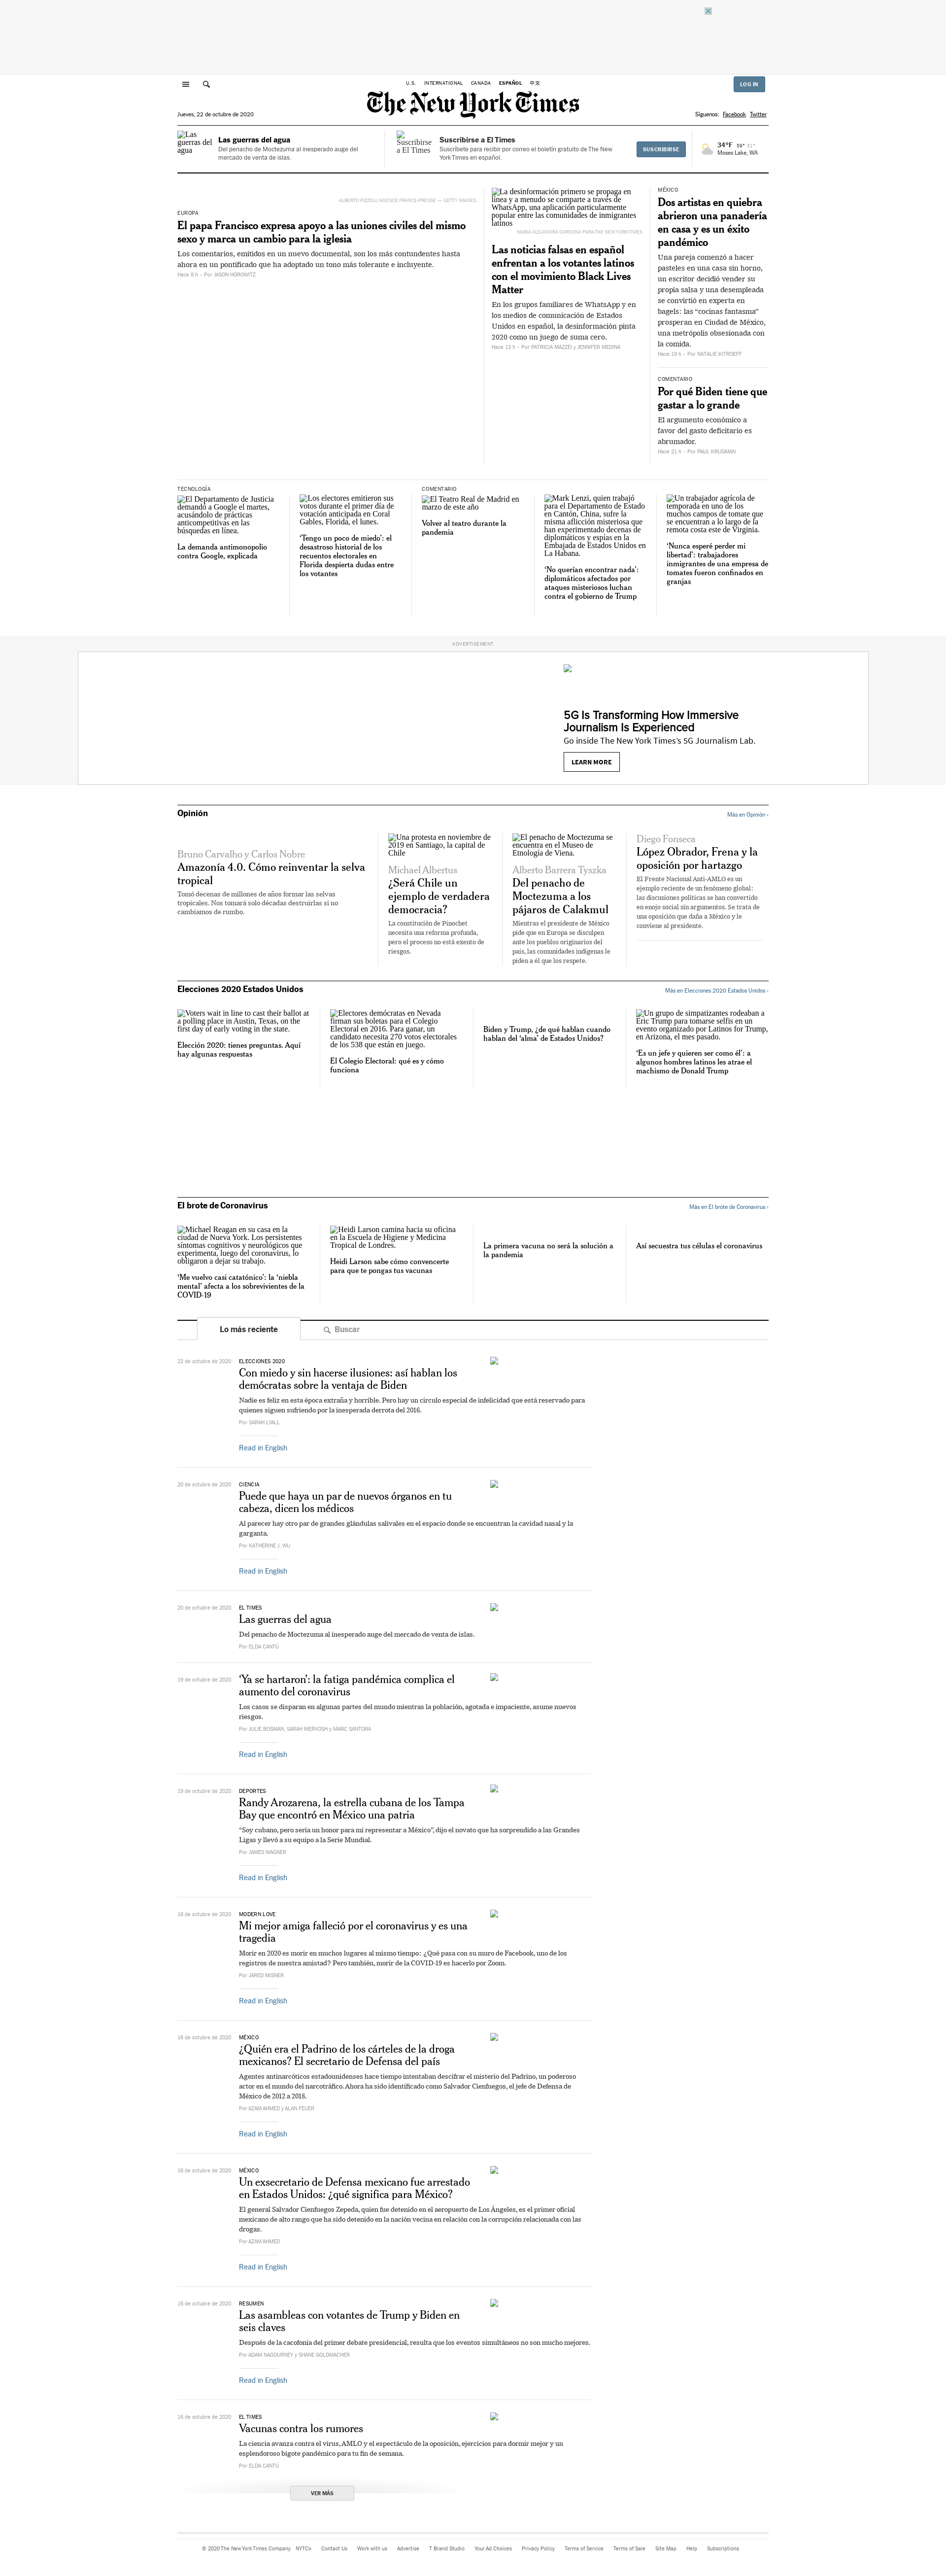 U.S.
INTERNATIONAL
CANADA
ESPAÑOL
中文
LOG IN
The New York Times
Jueves, 22 de octubre de 2020
Síguenos:
Facebook
Twitter
Las guerras del agua
Las guerras del agua
El penacho de Moctezuma al inesperado auge del
mercado de venta de islas.
Suscribirse a El Times
Suscribirse a El Times
Suscríbete para recibir por correo el boletín gratuito de The New
York Times en español.
SUSCRIBIRSE
34°F
Moses Lake, WA
ALBERTO PIZZOLI/AGENCE FRANCE-PRESSE — GETTY IMAGES
EUROPA
El papa Francisco expresa apoyo a las uniones civiles del mismo
sexo y marca un cambio para la iglesia
Los comentarios, emitidos en un nuevo documental, son los más contundentes hasta
ahora en un pontificado que ha adoptado un tono más tolerante e incluyente.
Hace 8 h - Por JASON HOROWITZ
La desinformación primero se propaga en
línea y a menudo se comparte a través de
WhatsApp, una aplicación particularmente
popular entre las comunidades de inmigrantes
latinos
MARIA ALEJANDRA CARDONA PARA THE NEW YORK TIMES
Las noticias falsas en español
enfrentan a los votantes latinos
con el movimiento Black Lives
Matter
En los grupos familiares de WhatsApp y en
los medios de comunicación de Estados
Unidos en español, la desinformación pinta
2020 como un juego de suma cero.
Hace 13 h - Por PATRICIA MAZZEI y JENNIFER MEDINA
MÉXICO
Dos artistas en quiebra
abrieron una panadería
en casa y es un éxito
pandémico
Una pareja comenzó a hacer
pasteles en una casa sin horno,
un escritor decidió vender su
propia salsa y una desempleada
se convirtió en experta en
bagels: las “cocinas fantasma”
prosperan en Ciudad de México,
una metrópolis obsesionada con
la comida.
Hace 19 h - Por NATALIE KITROEFF
COMENTARIO
Por qué Biden tiene que
gastar a lo grande
El argumento económico a
favor del gasto deficitario es
abrumador.
Hace 21 h - Por PAUL KRUGMAN
TECNOLOGÍA
El Departamento de Justicia
demandó a Google el martes,
acusándolo de prácticas
anticompetitivas en las
búsquedas en línea.
La demanda antimonopolio
contra Google, explicada
Los electores emitieron sus
votos durante el primer día de
votación anticipada en Coral
Gables, Florida, el lunes.
‘Tengo un poco de miedo’: el
desastroso historial de los
recuentos electorales en
Florida despierta dudas entre
los votantes
COMENTARIO
El Teatro Real de Madrid en
marzo de este año
Volver al teatro durante la
pandemia
Mark Lenzi, quien trabajó
para el Departamento de Estado
en Cantón, China, sufre la
misma aflicción misteriosa que
han experimentado decenas de
diplomáticos y espías en la
Embajada de Estados Unidos en
La Habana.
‘No querían encontrar nada’:
diplomáticos afectados por
ataques misteriosos luchan
contra el gobierno de Trump
Un trabajador agrícola de
temporada en uno de los
muchos campos de tomate que
se encuentran a lo largo de la
remota costa este de Virginia.
‘Nunca esperé perder mi
libertad’: trabajadores
inmigrantes de una empresa de
tomates fueron confinados en
granjas
ADVERTISEMENT
5G Is Transforming How Immersive
Journalism Is Experienced
Go inside The New York Times’s 5G Journalism Lab.
LEARN MORE
Opinión
Más en Opinión ›
Bruno Carvalho y Carlos Nobre
Amazonía 4.0. Cómo reinventar la selva
tropical
Tomó decenas de millones de años formar las selvas
tropicales. Nos tomará solo décadas destruirlas si no
cambiamos de rumbo.
Una protesta en noviembre de
2019 en Santiago, la capital de
Chile
Michael Albertus
¿Será Chile un
ejemplo de verdadera
democracia?
La constitución de Pinochet
necesita una reforma profunda,
pero el proceso no está exento de
riesgos.
El penacho de Moctezuma se
encuentra en el Museo de
Etnología de Viena.
Alberto Barrera Tyszka
Del penacho de
Moctezuma a los
pájaros de Calakmul
Mientras el presidente de México
pide que en Europa se disculpen
ante los pueblos originarios del
país, las comunidades indígenas le
piden a él que los respete.
Diego Fonseca
López Obrador, Frena y la
oposición por hartazgo
El Frente Nacional Anti-AMLO es un
ejemplo reciente de un fenómeno global:
las discusiones políticas se han convertido
en enojo social sin argumentos. Se trata de
una oposición que daña a México y le
conviene al presidente.
Elecciones 2020 Estados Unidos
Más en Elecciones 2020 Estados Unidos ›
Voters wait in line to cast their ballot at
a polling place in Austin, Texas, on the
first day of early voting in the state.
Elección 2020: tienes preguntas. Aquí
hay algunas respuestas
Electores demócratas en Nevada
firman sus boletas para el Colegio
Electoral en 2016. Para ganar, un
candidato necesita 270 votos electorales
de los 538 que están en juego.
El Colegio Electoral: qué es y cómo
funciona
Biden y Trump, ¿de qué hablan cuando
hablan del ‘alma’ de Estados Unidos?
Un grupo de simpatizantes rodeaban a
Eric Trump para tomarse selfis en un
evento organizado por Latinos for Trump,
en Arizona, el mes pasado.
‘Es un jefe y quieren ser como él’: a
algunos hombres latinos les atrae el
machismo de Donald Trump
El brote de Coronavirus
Más en El brote de Coronavirus ›
Michael Reagan en su casa en la
ciudad de Nueva York. Los persistentes
síntomas cognitivos y neurológicos que
experimenta, luego del coronavirus, lo
obligaron a dejar su trabajo.
‘Me vuelvo casi catatónico’: la ‘niebla
mental’ afecta a los sobrevivientes de la
COVID-19
Heidi Larson camina hacia su oficina
en la Escuela de Higiene y Medicina
Tropical de Londres.
Heidi Larson sabe cómo convencerte
para que te pongas tus vacunas
La primera vacuna no será la solución a
la pandemia
Así secuestra tus células el coronavirus
Lo más reciente
Buscar
22 de octubre de 2020
ELECCIONES 2020
Con miedo y sin hacerse ilusiones: así hablan los
demócratas sobre la ventaja de Biden
Nadie es feliz en esta época extraña y horrible. Pero hay un círculo especial de infelicidad que está reservado para
quienes siguen sufriendo por la inesperada derrota del 2016.
Por SARAH LYALL
Read in English
20 de octubre de 2020
CIENCIA
Puede que haya un par de nuevos órganos en tu
cabeza, dicen los médicos
Al parecer hay otro par de grandes glándulas salivales en el espacio donde se encuentran la cavidad nasal y la
garganta.
Por KATHERINE J. WU
Read in English
20 de octubre de 2020
EL TIMES
Las guerras del agua
Del penacho de Moctezuma al inesperado auge del mercado de venta de islas.
Por ELDA CANTÚ
19 de octubre de 2020
‘Ya se hartaron’: la fatiga pandémica complica el
aumento del coronavirus
Los casos se disparan en algunas partes del mundo mientras la población, agotada e impaciente, asume nuevos
riesgos.
Por JULIE BOSMAN, SARAH MERVOSH y MARC SANTORA
Read in English
19 de octubre de 2020
DEPORTES
Randy Arozarena, la estrella cubana de los Tampa
Bay que encontró en México una patria
“Soy cubano, pero sería un honor para mí representar a México”, dijo el novato que ha sorprendido a las Grandes
Ligas y llevó a su equipo a la Serie Mundial.
Por JAMES WAGNER
Read in English
18 de octubre de 2020
MODERN LOVE
Mi mejor amiga falleció por el coronavirus y es una
tragedia
Morir en 2020 es morir en muchos lugares al mismo tiempo: ¿Qué pasa con su muro de Facebook, uno de los
registros de nuestra amistad? Pero también, morir de la COVID-19 es hacerlo por Zoom.
Por JARED MISNER
Read in English
16 de octubre de 2020
MÉXICO
¿Quién era el Padrino de los cárteles de la droga
mexicanos? El secretario de Defensa del país
Agentes antinarcóticos estadounidenses hace tiempo intentaban descifrar el misterio del Padrino, un poderoso
actor en el mundo del narcotráfico. Ahora ha sido identificado como Salvador Cienfuegos, el jefe de Defensa de
México de 2012 a 2018.
Por AZAM AHMED y ALAN FEUER
Read in English
16 de octubre de 2020
MÉXICO
Un exsecretario de Defensa mexicano fue arrestado
en Estados Unidos: ¿qué significa para México?
El general Salvador Cienfuegos Zepeda, quien fue detenido en el aeropuerto de Los Ángeles, es el primer oficial
mexicano de alto rango que ha sido detenido en la nación vecina en relación con la corrupción relacionada con las
drogas.
Por AZAM AHMED
Read in English
16 de octubre de 2020
RESUMEN
Las asambleas con votantes de Trump y Biden en
seis claves
Después de la cacofonía del primer debate presidencial, resulta que los eventos simultáneos no son mucho mejores.
Por ADAM NAGOURNEY y SHANE GOLDMACHER
Read in English
16 de octubre de 2020
EL TIMES
Vacunas contra los rumores
La ciencia avanza contra el virus, AMLO y el espectáculo de la oposición, ejercicios para dormir mejor y un
esplendoroso bigote pandémico para tu fin de semana.
Por ELDA CANTÚ
VER MÁS
© 2020 The New York Times Company
NYTCo
Contact Us
Work with us
Advertise
T Brand Studio
Your Ad Choices
Privacy Policy
Terms of Service
Terms of Sale
Site Map
Help
Subscriptions